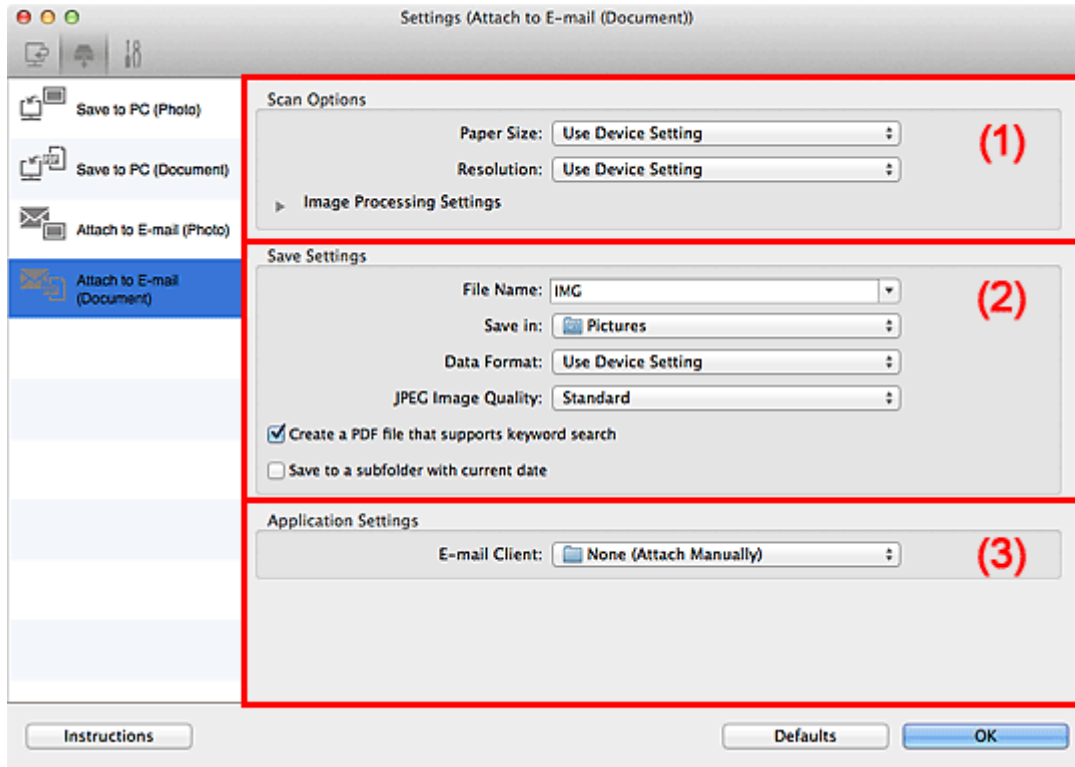 Settings (Attach to E-mail (Document))
Save to PC (Photo)
Save to PC (Document)
Attach to E-mail (Photo)
Attach to E-mail
(Document)
Scan Options
(1)
Paper Size: Use Device Setting
Resolution: Use Device Setting
Image Processing Settings
Save Settings
(2)
File Name: IMG
Save in: Pictures
Data Format: Use Device Setting
JPEG Image Quality: Standard
Create a PDF file that supports keyword search
Save to a subfolder with current date
Application Settings
(3)
E-mail Client: None (Attach Manually)
Instructions
Defaults
OK